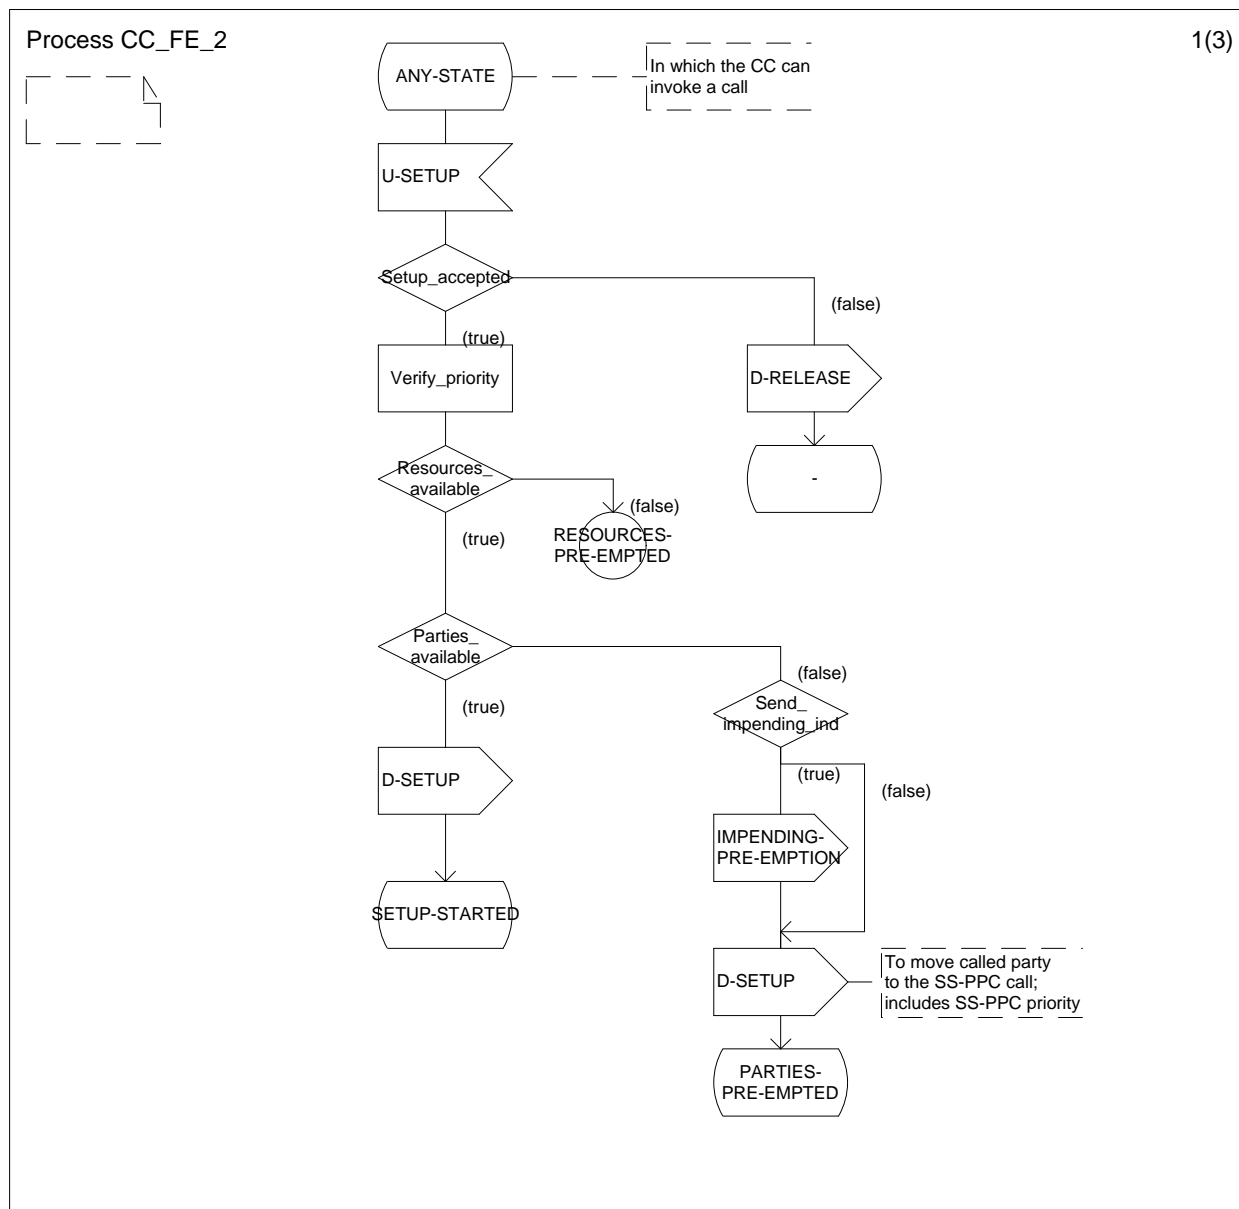 Process CC_FE_2
1(3)
ANY-STATE
In which the CC can
invoke a call
U-SETUP
Setup_accepted
(false)
(true)
Verify_priority
D-RELEASE
Resources_
available
-
(false)
(true)
RESOURCES-
PRE-EMPTED
Parties_
available
(false)
(true)
Send_
impending_ind
D-SETUP
(true)
(false)
IMPENDING-
PRE-EMPTION
SETUP-STARTED
D-SETUP
To move called party
to the SS-PPC call;
includes SS-PPC priority
PARTIES-
PRE-EMPTED